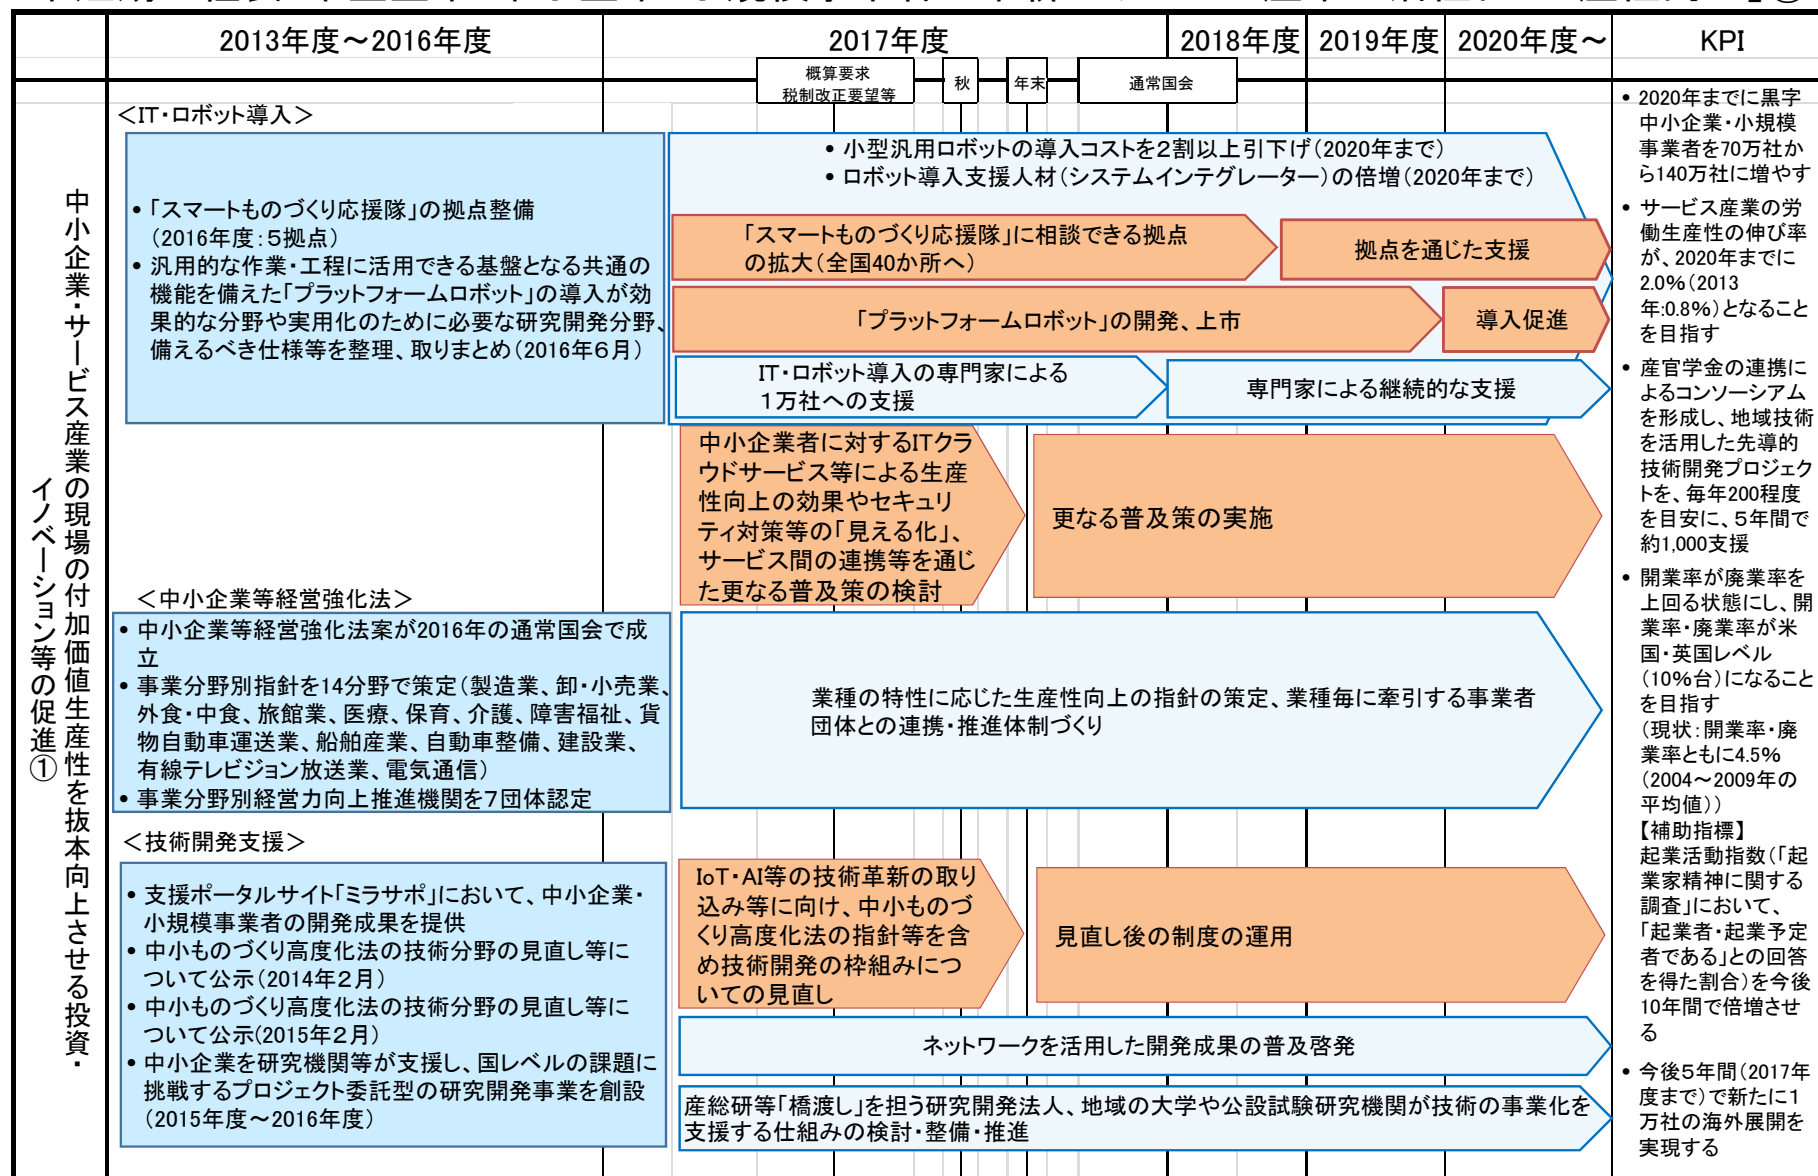 2013年度～2016年度
2017年度
2018年度
2019年度
2020年度～
KPI
概算要求
税制改正要望等
秋
年末
通常国会
中小企業・サービス産業の現場の付加価値生産性を抜本向上させる投資・
イノベーション等の促進①
＜IT・ロボット導入＞
• 「スマートものづくり応援隊」の拠点整備
（2016年度：５拠点）
• 汎用的な作業・工程に活用できる基盤となる共通の
機能を備えた「プラットフォームロボット」の導入が効
果的な分野や実用化のために必要な研究開発分野、
備えるべき仕様等を整理、取りまとめ（2016年６月）
• 小型汎用ロボットの導入コストを２割以上引下げ（2020年まで）
• ロボット導入支援人材（システムインテグレーター）の倍増（2020年まで）
「スマートものづくり応援隊」に相談できる拠点
の拡大（全国40か所へ）
拠点を通じた支援
「プラットフォームロボット」の開発、上市
導入促進
IT・ロボット導入の専門家による
１万社への支援
専門家による継続的な支援
中小企業者に対するITクラ
ウドサービス等による生産
性向上の効果やセキュリ
ティ対策等の「見える化」、
サービス間の連携等を通じ
た更なる普及策の検討
更なる普及策の実施
＜中小企業等経営強化法＞
• 中小企業等経営強化法案が2016年の通常国会で成
立
• 事業分野別指針を14分野で策定（製造業、卸・小売業、
外食・中食、旅館業、医療、保育、介護、障害福祉、貨
物自動車運送業、船舶産業、自動車整備、建設業、
有線テレビジョン放送業、電気通信）
• 事業分野別経営力向上推進機関を７団体認定
業種の特性に応じた生産性向上の指針の策定、業種毎に牽引する事業者
団体との連携・推進体制づくり
＜技術開発支援＞
• 支援ポータルサイト「ミラサポ」において、中小企業・
小規模事業者の開発成果を提供
• 中小ものづくり高度化法の技術分野の見直し等に
ついて公示（2014年２月）
• 中小ものづくり高度化法の技術分野の見直し等に
ついて公示(2015年２月）
• 中小企業を研究機関等が支援し、国レベルの課題に
挑戦するプロジェクト委託型の研究開発事業を創設
（2015年度～2016年度）
IoT・AI等の技術革新の取り
込み等に向け、中小ものづ
くり高度化法の指針等を含
め技術開発の枠組みにつ
いての見直し
見直し後の制度の運用
ネットワークを活用した開発成果の普及啓発
産総研等「橋渡し」を担う研究開発法人、地域の大学や公設試験研究機関が技術の事業化を
支援する仕組みの検討・整備・推進
• 2020年までに黒字
中小企業・小規模
事業者を70万社か
ら140万社に増やす
• サービス産業の労
働生産性の伸び率
が、2020年までに
2.0％（2013
年:0.8％）となること
を目指す
• 産官学金の連携に
よるコンソーシアム
を形成し、地域技術
を活用した先導的
技術開発プロジェク
トを、毎年200程度
を目安に、５年間で
約1,000支援
• 開業率が廃業率を
上回る状態にし、開
業率・廃業率が米
国・英国レベル
（10％台）になること
を目指す
（現状：開業率・廃
業率ともに4.5％
（2004～2009年の
平均値））
【補助指標】
起業活動指数（「起
業家精神に関する
調査」において、
「起業者・起業予定
者である」との回答
を得た割合）を今後
10年間で倍増させ
る
• 今後５年間（2017年
度まで）で新たに１
万社の海外展開を
実現する